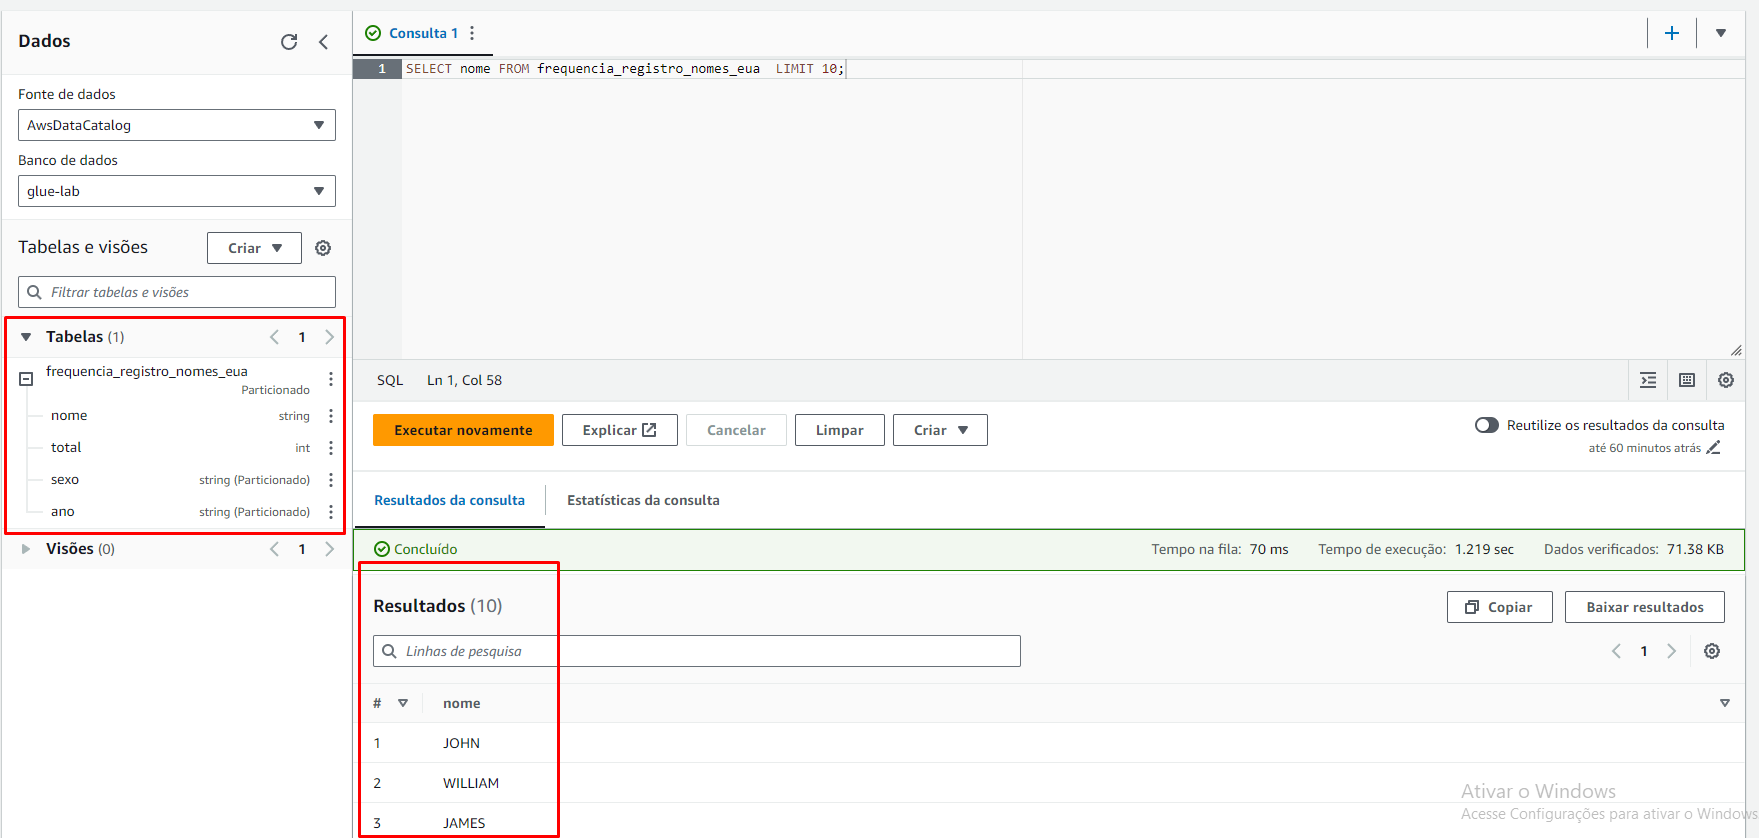 Dados
Fonte de dados
AwsDataCatalog
Banco de dados
glue-lab
Tabelas e visões
Criar
Filtrar tabelas e visões
Tabelas (1)
1
frequencia_registro_nomes_eua
Particionado
nome string
total int
sexo string (Particionado)
ano string (Particionado)
Visões (0)
1
Consulta 1
1 SELECT nome FROM frequencia_registro_nomes_eua  LIMIT 10;
SQL Ln 1, Col 58
Executar novamente Explicar Cancelar Limpar Criar
Reutilize os resultados da consulta
até 60 minutos atrás
Resultados da consulta Estatísticas da consulta
Concluído Tempo na fila: 70 ms Tempo de execução: 1.219 sec Dados verificados: 71.38 KB
Resultados (10)
Copiar Baixar resultados
Linhas de pesquisa
1
# nome
1 JOHN
2 WILLIAM
3 JAMES
Ativar o Windows
Acesse Configurações para ativar o Windows